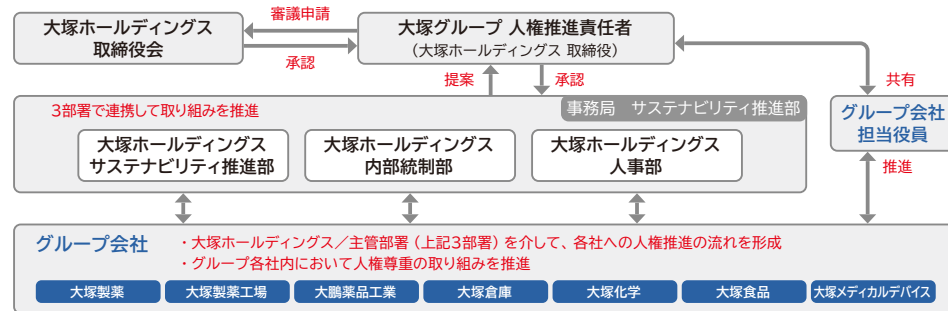 大塚ホールディングス
取締役会
審議申請
承認
大塚グループ 人権推進責任者
（大塚ホールディングス 取締役）
提案
承認
共有
3部署で連携して取り組みを推進
事務局　サステナビリティ推進部
大塚ホールディングス
サステナビリティ推進部
大塚ホールディングス
内部統制部
大塚ホールディングス
人事部
グループ会社
担当役員
推進
グループ会社
・大塚ホールディングス／主管部署（上記3部署）を介して、各社への人権推進の流れを形成
・グループ各社内において人権尊重の取り組みを推進
大塚製薬
大塚製薬工場
大鵬薬品工業
大塚倉庫
大塚化学
大塚食品
大塚メディカルデバイス